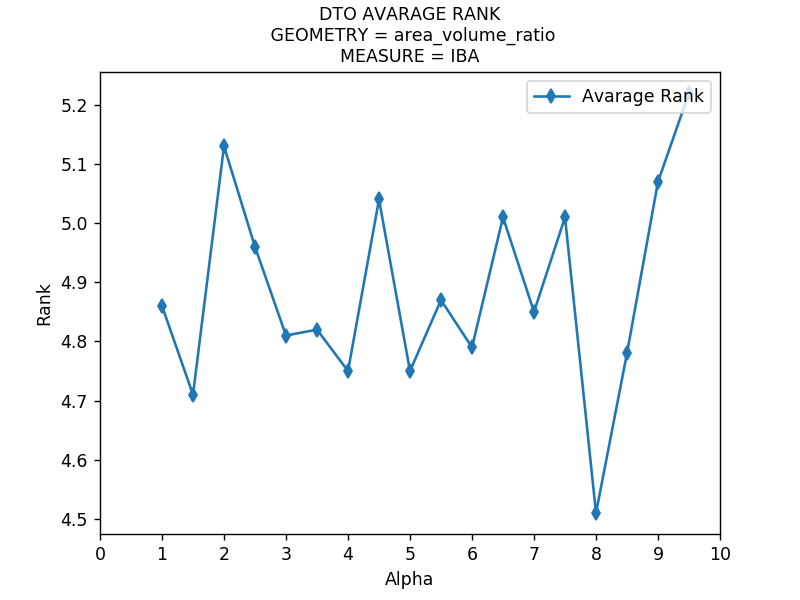 DTO AVARAGE RANK
GEOMETRY = area_volume_ratio
MEASURE = IBA
Avarage Rank
5.2
5.1
5.0
4.9
4.8
4.7
4.6
4.5
Rank
0 1 2 3 4 5 6 7 8 9 10
Alpha